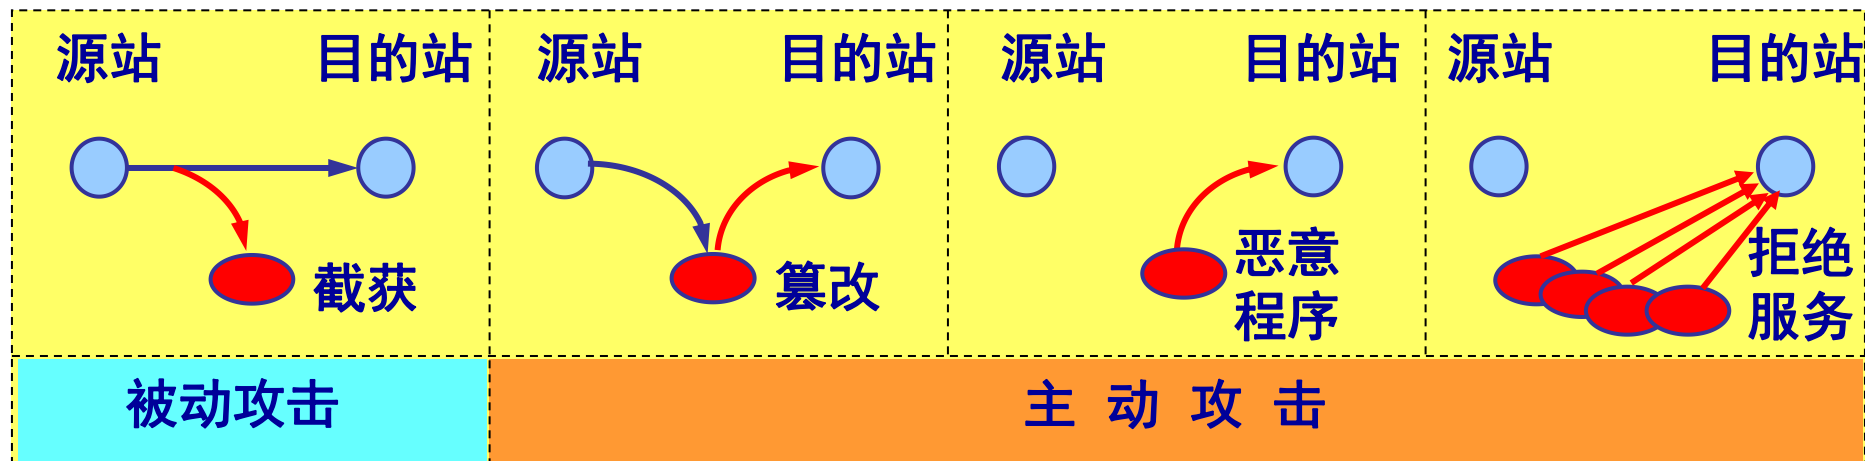 源站 目的站 源站 目的站 源站 目的站 源站 目的站
截获
篡改
恶意
程序
拒绝
服务
被动攻击
主 动 攻 击